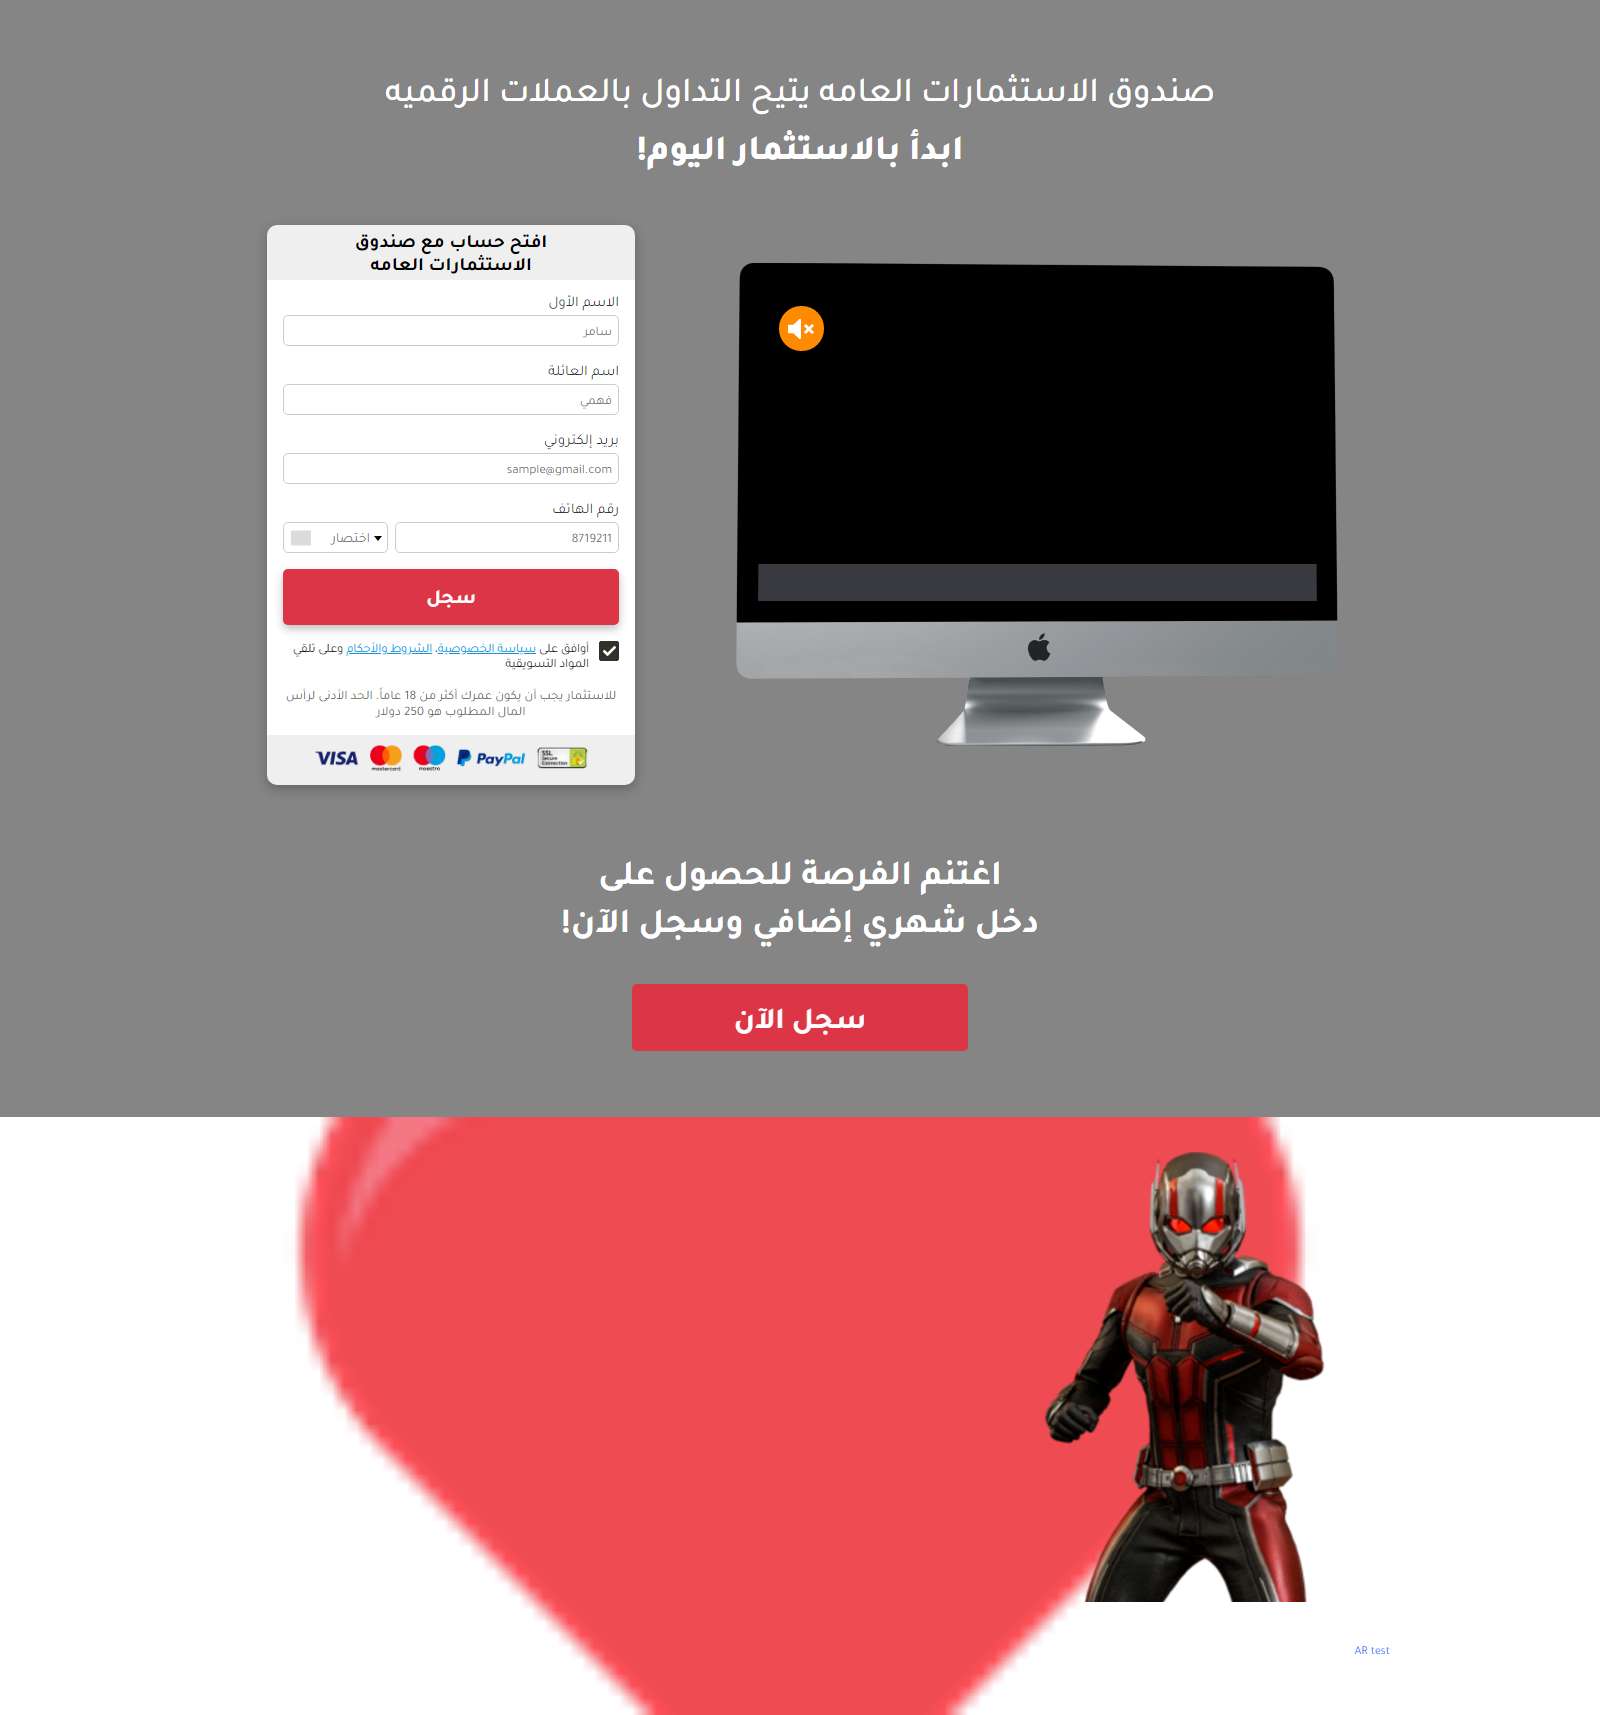 صندوق الاستثمارات العامه يتيح التداول بالعملات الرقميه
ابدأ بالاستثمار اليوم!
افتح حساب مع صندوق
الاستثمارات العامه
الاسم الأول
سامر
اسم العائلة
فهمي
بريد إلكتروني
sample@gmail.com
رقم الهاتف
8719211
اختصار
سجل
أوافق على سياسة الخصوصية، الشروط والأحكام وعلى تلقي
المواد التسويقية
للاستثمار يجب أن يكون عمرك أكثر من 18 عاماً. الحد الأدنى لرأس
المال المطلوب هو 250 دولار
VISA mastercard maestro PayPal SSL
Secure
Connection
اغتنم الفرصة للحصول على
دخل شهري إضافي وسجل الآن!
سجل الآن
AR test